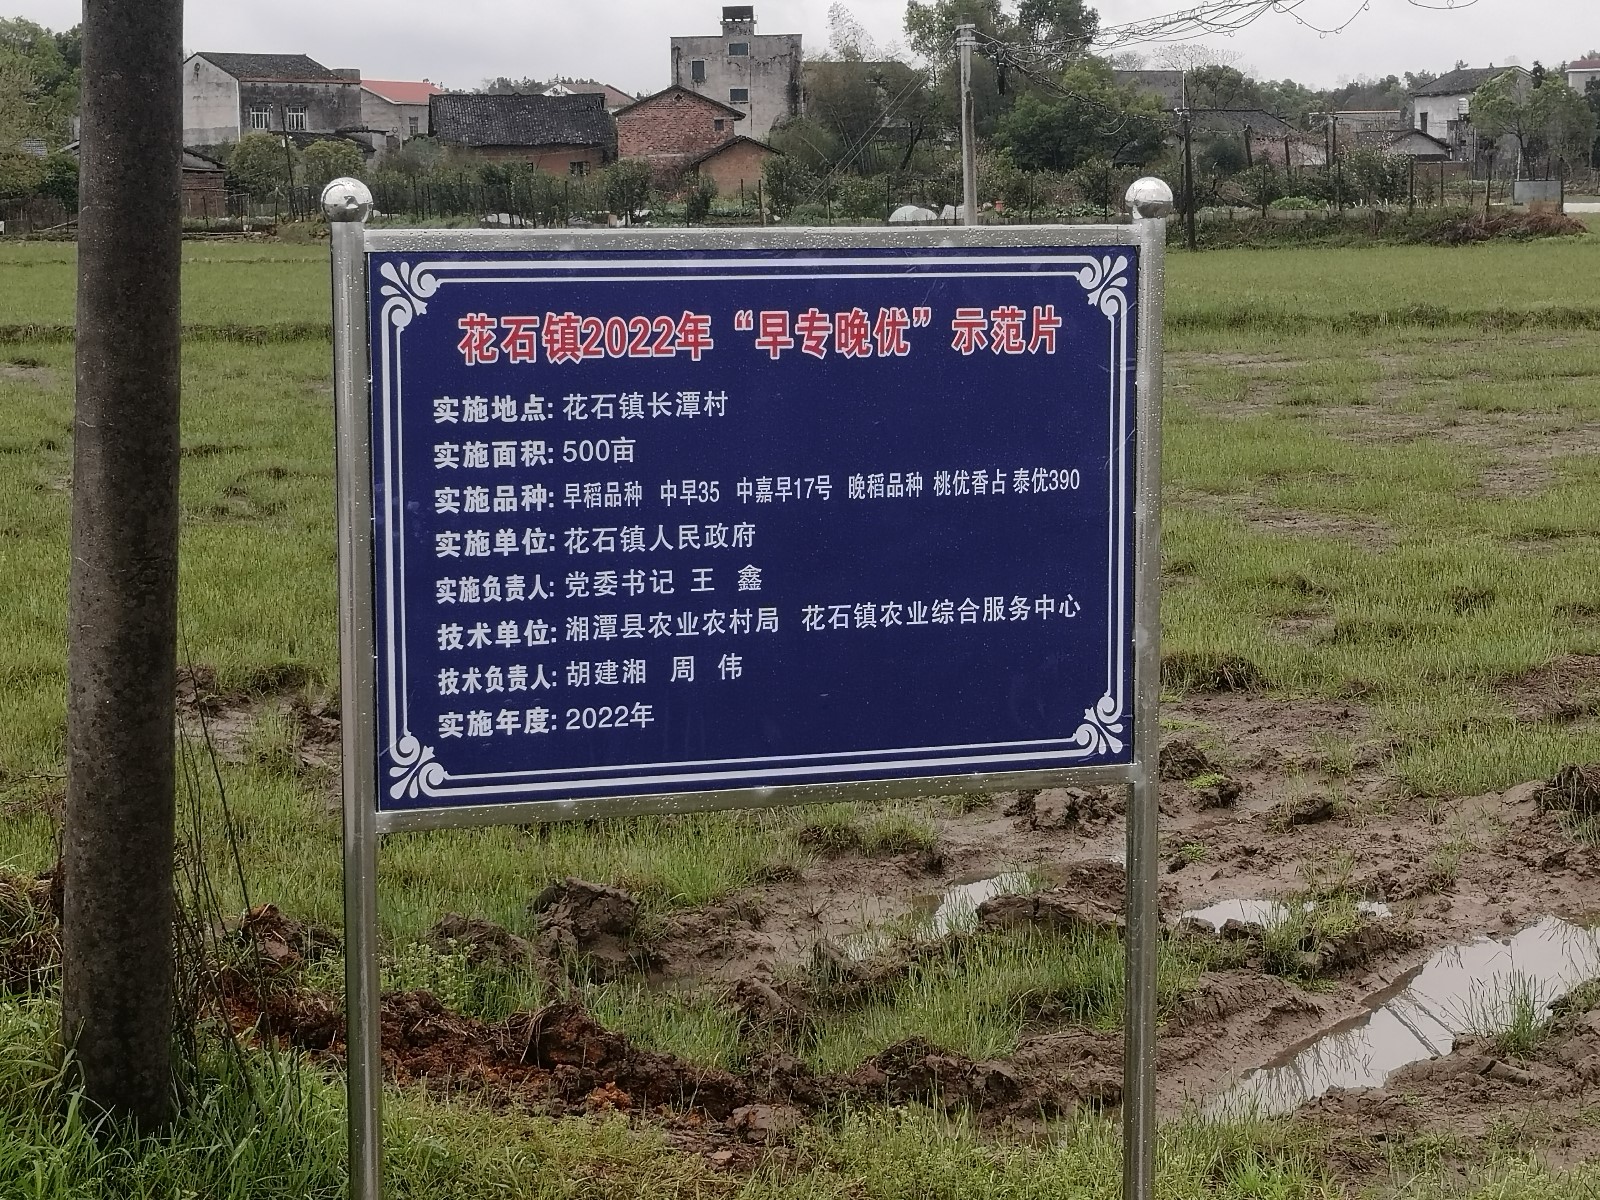 花石镇2022年“早专晚优”示范片
实施地点: 花石镇长潭村
实施面积: 500亩
实施品种: 早稻品种 中早35 中嘉早17号 晚稻品种 桃优香占 泰优390
实施单位: 花石镇人民政府
实施负责人: 党委书记 王 鑫
技术单位: 湘潭县农业农村局 花石镇农业综合服务中心
技术负责人: 胡建湘 周 伟
实施年度: 2022年